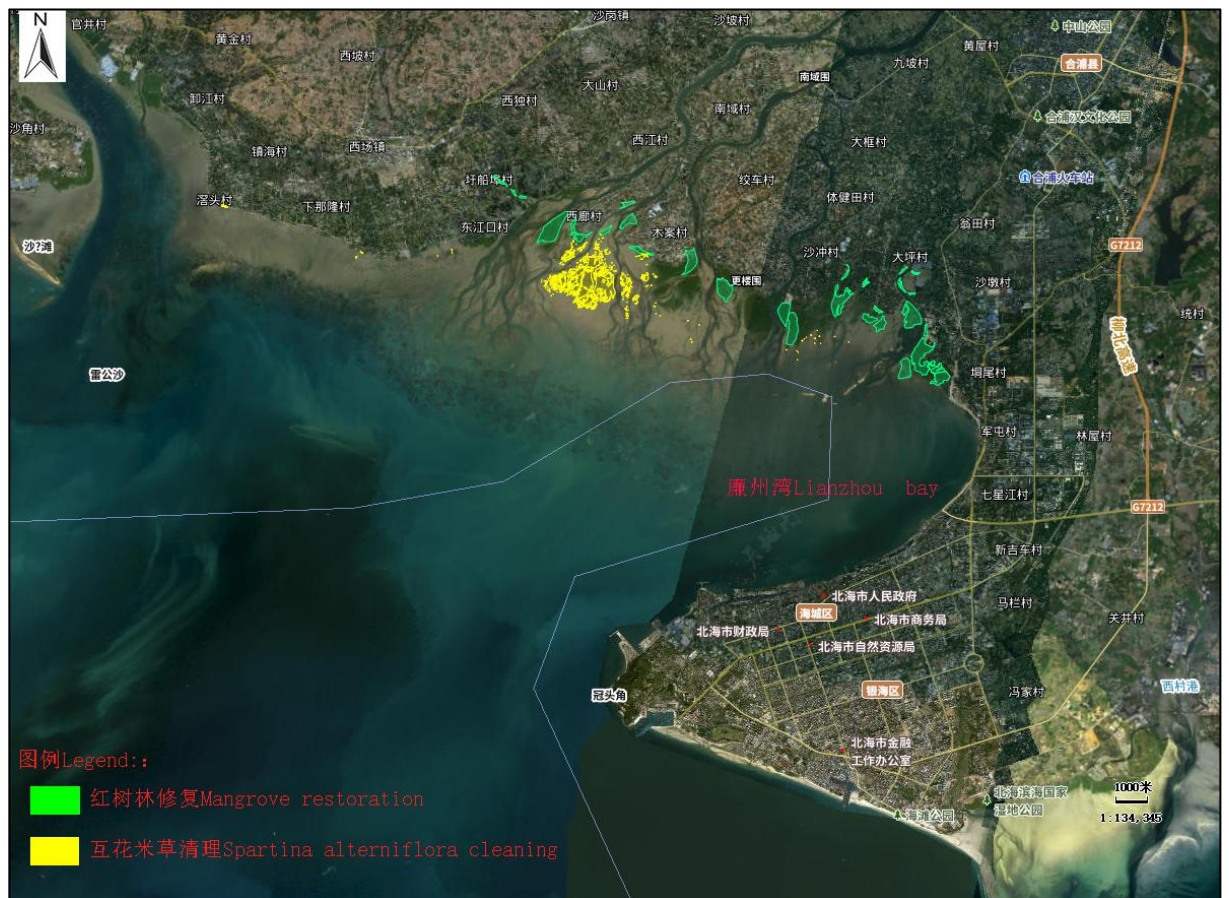 N
官井村
沙岗镇
沙坡村
中山公园
黄金村
西坡村
黄屋村
九坡村
合浦县
南域围
卸江村
大山村
西独村
南域村
合浦汉文化公园
沙角村
镇海村
西场镇
西江村
大框村
圩船埠村
绞车村
合浦火车站
滘头村
下那隆村
体健田村
西廊村
东江口村
木案村
翁田村
沙?滩
沙冲村
大坪村
G7212
更楼围
沙墩村
统村
柳北高速
雷公沙
垌尾村
军屯村
林屋村
廉州湾Lianzhou bay
七星江村
G7212
新吉车村
北海市人民政府
马栏村
海城区
关井村
北海市商务局
北海市财政局
北海市自然资源局
冠头角
银海区
冯家村
西村港
北海市金融
工作办公室
图例Legend:：
红树林修复Mangrove restoration
互花米草清理Spartina alterniflora cleaning
1000米
1:134,345
北海滨海国家
湿地公园
海滩公园